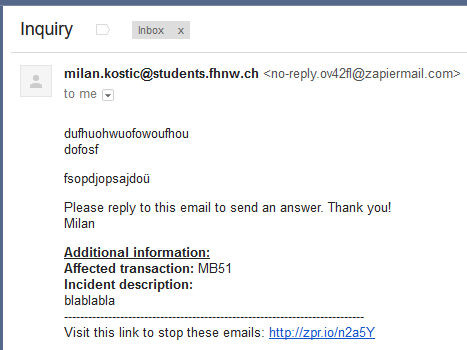 Inquiry
Inbox x
milan.kostic@students.fhnw.ch <no-reply.ov42fl@zapiermail.com>
to me
dufhuohwuofowoufhou
dofosf
fsopdjopsajdoü
Please reply to this email to send an answer. Thank you!
Milan
Additional information:
Affected transaction: MB51
Incident description:
blablabla
--------------------------------------------------------------------------
Visit this link to stop these emails: http://zpr.io/n2a5Y